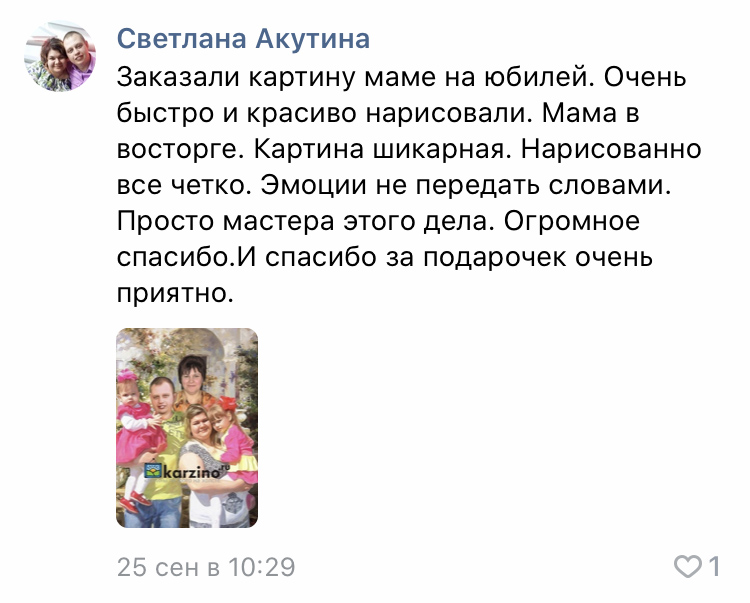 Светлана Акутина
Заказали картину маме на юбилей. Очень
быстро и красиво нарисовали. Мама в
восторге. Картина шикарная. Нарисованно
все четко. Эмоции не передать словами.
Просто мастера этого дела. Огромное
спасибо.И спасибо за подарочек очень
приятно.
karzino.ru
25 сен в 10:29
1